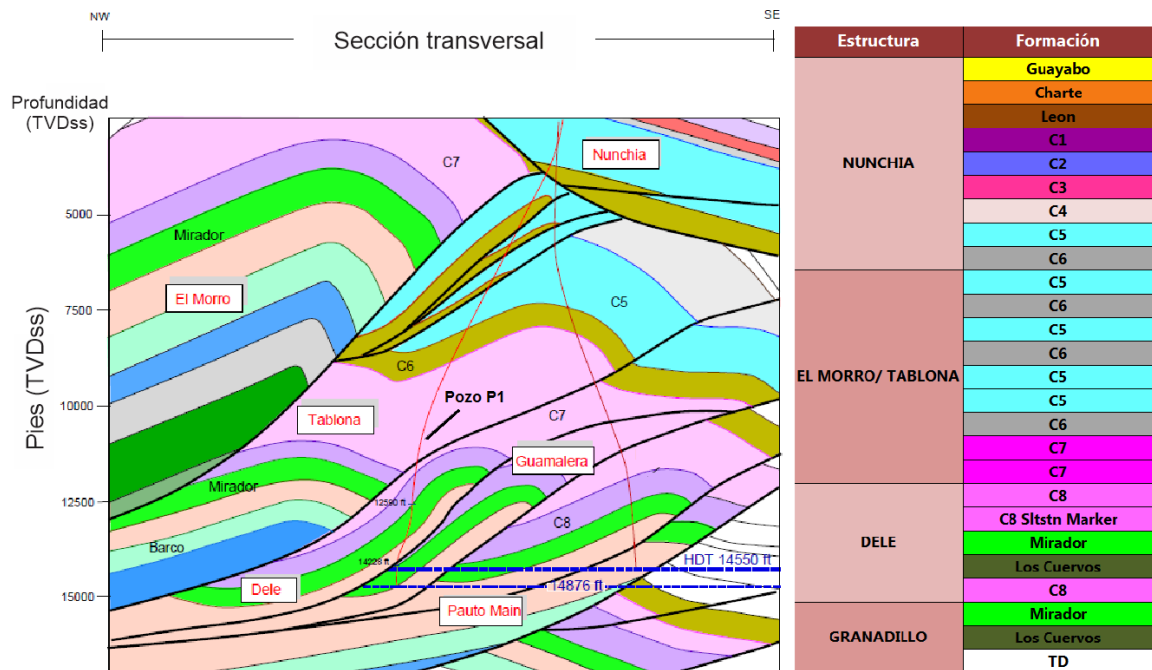 NW
SE
Sección transversal
Profundidad
(TVDss)
Pies (TVDss)
5000
7500
10000
12500
15000
C7
Nunchia
Mirador
El Morro
C5
C6
Pozo P1
Tablona
C7
Guamalera
Mirador
12580 ft
C8
Barco
14228 ft
HDT 14550 ft
14876 ft
Dele
Pauto Main
Estructura Formación
NUNCHIA
Guayabo
Charte
Leon
C1
C2
C3
C4
C5
C6
EL MORRO/ TABLONA
C5
C6
C5
C6
C5
C5
C6
C7
C7
DELE
C8
C8 Sltstn Marker
Mirador
Los Cuervos
C8
GRANADILLO
Mirador
Los Cuervos
TD